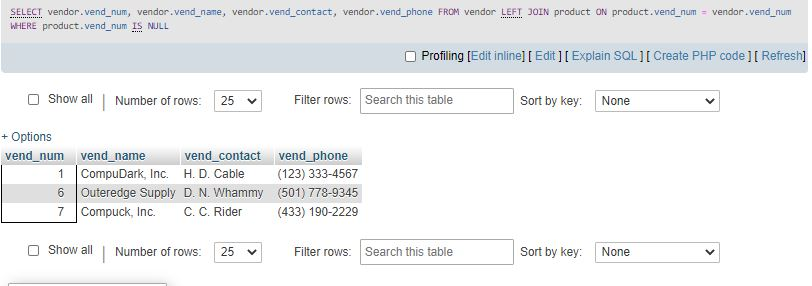 SELECT vendor.vend_num, vendor.vend_name, vendor.vend_contact, vendor.vend_phone FROM vendor LEFT JOIN product ON product.vend_num = vendor.vend_num
WHERE product.vend_num IS NULL
Profiling [Edit inline] [ Edit ] [ Explain SQL ] [ Create PHP code ] [ Refresh]
Show all | Number of rows: 25 Filter rows: Search this table Sort by key: None
+ Options
vend_num vend_name vend_contact vend_phone
1 CompuDark, Inc. H. D. Cable (123) 333-4567
6 Outeredge Supply D. N. Whammy (501) 778-9345
7 Compuck, Inc. C. C. Rider (433) 190-2229
Show all | Number of rows: 25 Filter rows: Search this table Sort by key: None